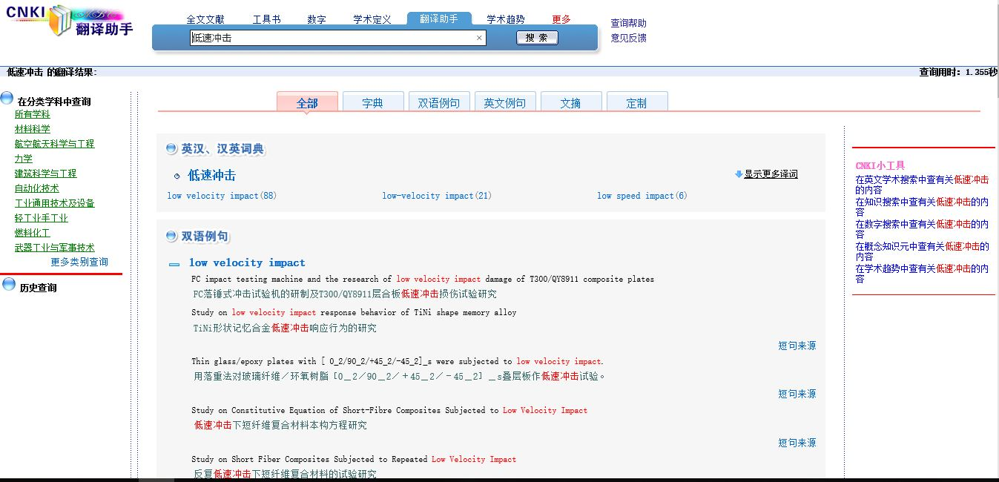 CNKI
翻译助手
全文文献 工具书 数字 学术定义 翻译助手 学术趋势 更多
低速冲击 × 搜 索
查询帮助
意见反馈
低速冲击 的翻译结果:
查询用时：1.355秒
在分类学科中查询
所有学科
材料科学
航空航天科学与工程
力学
建筑科学与工程
自动化技术
工业通用技术及设备
轻工业手工业
燃料化工
武器工业与军事技术
更多类别查询
历史查询
全部 字典 双语例句 英文例句 文摘 定制
英汉、汉英词典
低速冲击
显示更多译词
low velocity impact(88) low-velocity impact(21) low speed impact(6)
双语例句
low velocity impact
FC impact testing machine and the research of low velocity impact damage of T300/QY8911 composite plates
FC落锤式冲击试验机的研制及T300/QY8911层合板低速冲击损伤试验研究
Study on low velocity impact response behavior of TiNi shape memory alloy
TiNi形状记忆合金低速冲击响应行为的研究
短句来源
Thin glass/epoxy plates with [ 0_2/90_2/+45_2/-45_2]_s were subjected to low velocity impact.
用落重法对玻璃纤维／环氧树脂［0＿2／90＿2／＋45＿2／－45＿2］＿s叠层板作低速冲击试验。
短句来源
Study on Constitutive Equation of Short-Fibre Composites Subjected to Low Velocity Impact
低速冲击下短纤维复合材料本构方程研究
短句来源
Study on Short Fiber Composites Subjected to Repeated Low Velocity Impact
反复低速冲击下短纤维复合材料的试验研究
CNKI小工具
在英文学术搜索中查有关低速冲击
的内容
在知识搜索中查有关低速冲击的内
容
在数字搜索中查有关低速冲击的内
容
在概念知识元中查有关低速冲击的
内容
在学术趋势中查有关低速冲击的内
容